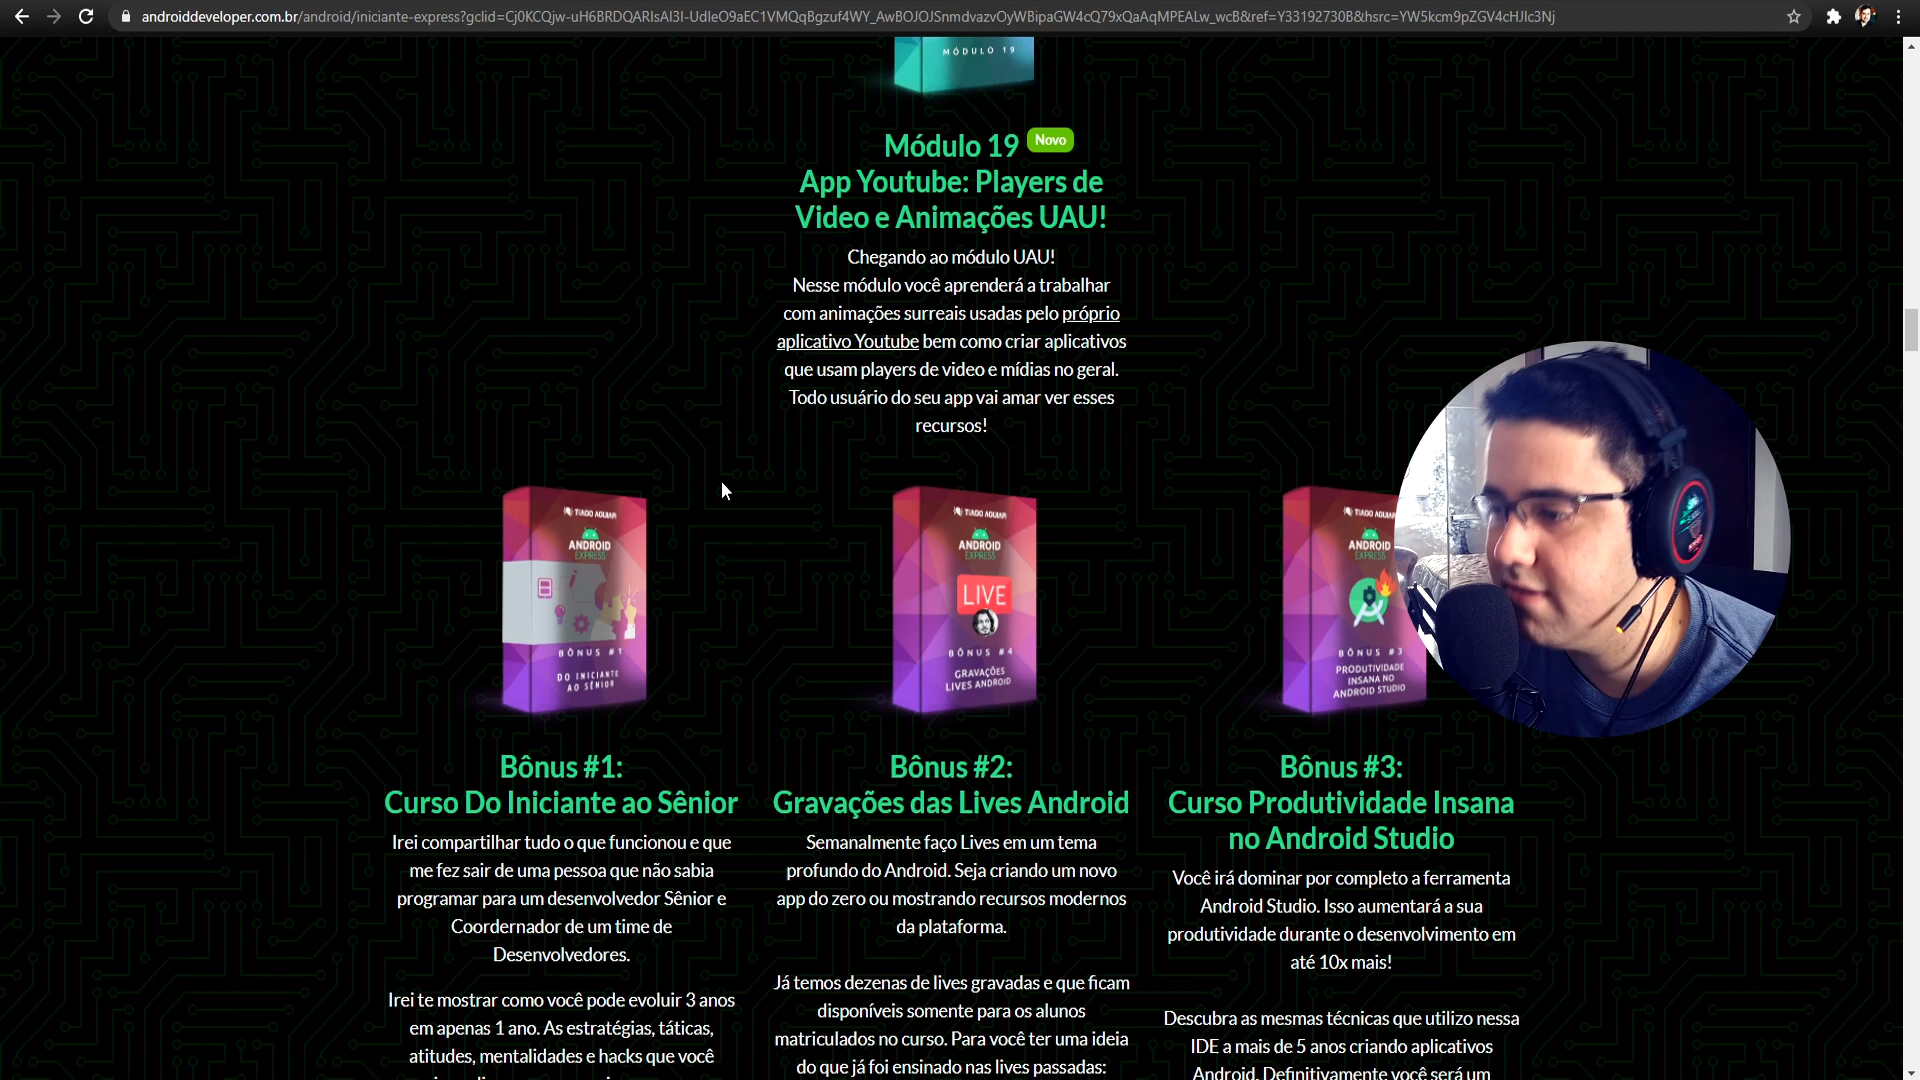 androiddeveloper.com.br/android/iniciante-express?gclid=Cj0KCQjw-uH6BRDQARIsAI3I-UdleO9aEC1VMQqBgzuf4WY_AwBOJOJSnmdvazvOyWBipaGW4cQ79xQaAqMPEALw_wcB&ref=Y33192730B&hsrc=YW5kcm9pZGV4cHJlc3Nj
MÓDULO 19
Módulo 19 Novo
App Youtube: Players de
Video e Animações UAU!
Chegando ao módulo UAU!
Nesse módulo você aprenderá a trabalhar
com animações surreais usadas pelo próprio
aplicativo Youtube bem como criar aplicativos
que usam players de video e mídias no geral.
Todo usuário do seu app vai amar ver esses
recursos!
TIAGO AGUIAR
ANDROID
EXPRESS
BÔNUS #1
DO INICIANTE
AO SÊNIOR
Bônus #1:
Curso Do Iniciante ao Sênior
Irei compartilhar tudo o que funcionou e que
me fez sair de uma pessoa que não sabia
programar para um desenvolvedor Sênior e
Coordernador de um time de
Desenvolvedores.
Irei te mostrar como você pode evoluir 3 anos
em apenas 1 ano. As estratégias, táticas,
atitudes, mentalidades e hacks que você
TIAGO AGUIAR
ANDROID
EXPRESS
LIVE
BÔNUS #4
GRAVAÇÕES
LIVES ANDROID
Bônus #2:
Gravações das Lives Android
Semanalmente faço Lives em um tema
profundo do Android. Seja criando um novo
app do zero ou mostrando recursos modernos
da plataforma.
Já temos dezenas de lives gravadas e que ficam
disponíveis somente para os alunos
matriculados no curso. Para você ter uma ideia
do que já foi ensinado nas lives passadas:
TIAGO AGUIAR
ANDROID
EXPRESS
BÔNUS #3
PRODUTIVIDADE
INSANA NO
ANDROID STUDIO
Bônus #3:
Curso Produtividade Insana
no Android Studio
Você irá dominar por completo a ferramenta
Android Studio. Isso aumentará a sua
produtividade durante o desenvolvimento em
até 10x mais!
Descubra as mesmas técnicas que utilizo nessa
IDE a mais de 5 anos criando aplicativos
Android. Definitivamente você será um